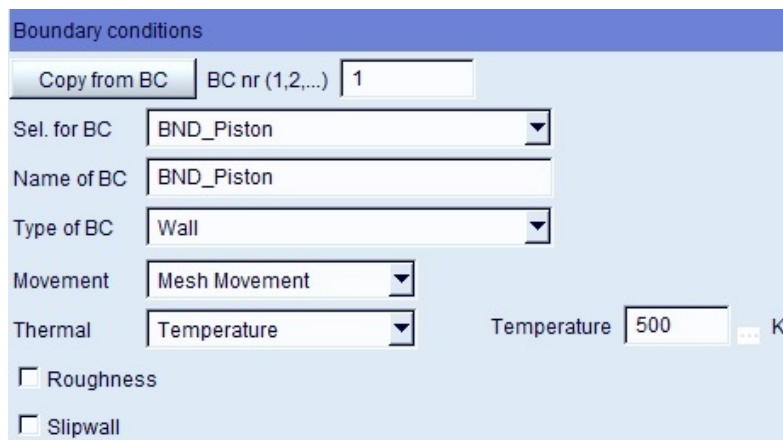 Boundary conditions
Copy from BC BC nr (1,2,...) 1
Sel. for BC BND_Piston
Name of BC BND_Piston
Type of BC Wall
Movement Mesh Movement
Thermal Temperature Temperature 500 ... K
Roughness
Slipwall